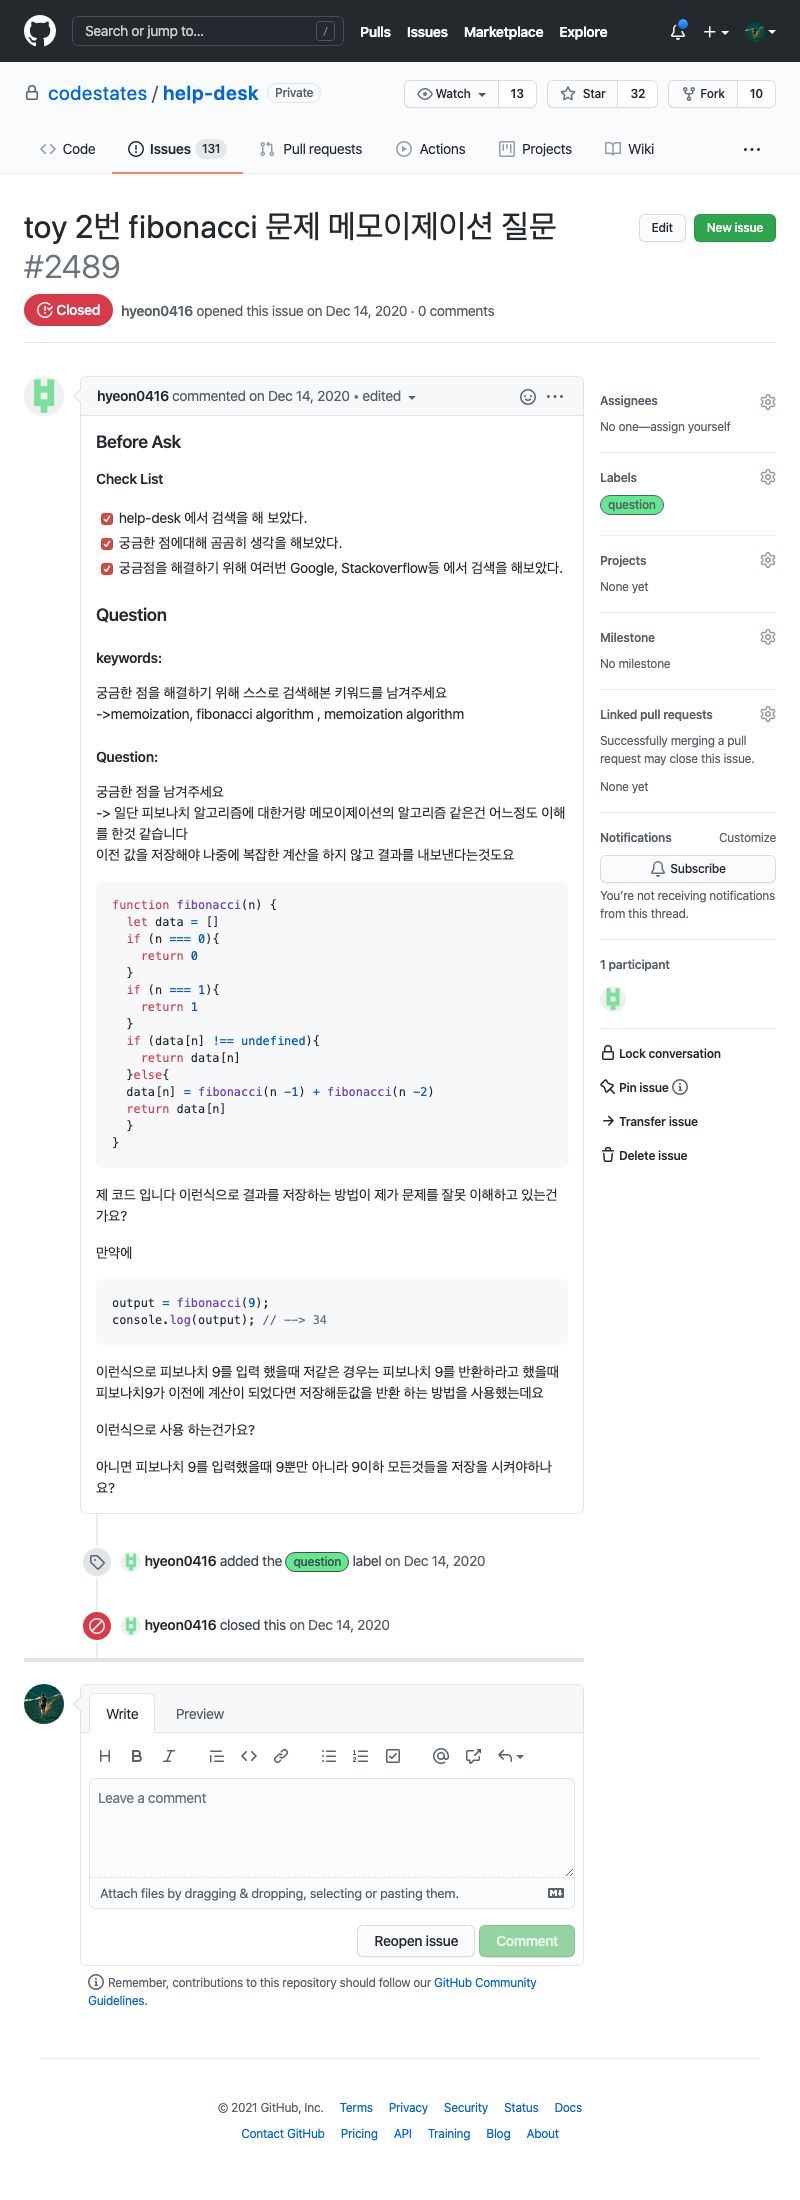 Search or jump to... /
Pulls Issues Marketplace Explore
codestates / help-desk Private
Watch 13 Star 32 Fork 10
Code Issues 131 Pull requests Actions Projects Wiki ...
toy 2번 fibonacci 문제 메모이제이션 질문
#2489
Edit New issue
Closed hyeon0416 opened this issue on Dec 14, 2020 · 0 comments
hyeon0416 commented on Dec 14, 2020 • edited
Before Ask
Check List
help-desk 에서 검색을 해 보았다.
궁금한 점에대해 곰곰히 생각을 해보았다.
궁금점을 해결하기 위해 여러번 Google, Stackoverflow등 에서 검색을 해보았다.
Question
keywords:
궁금한 점을 해결하기 위해 스스로 검색해본 키워드를 남겨주세요
->memoization, fibonacci algorithm , memoization algorithm
Question:
궁금한 점을 남겨주세요
-> 일단 피보나치 알고리즘에 대한거랑 메모이제이션의 알고리즘 같은건 어느정도 이해
를 한것 같습니다
이전 값을 저장해야 나중에 복잡한 계산을 하지 않고 결과를 내보낸다는것도요
function fibonacci(n) {
let data = []
if (n === 0){
return 0
}
if (n === 1){
return 1
}
if (data[n] !== undefined){
return data[n]
}else{
data[n] = fibonacci(n -1) + fibonacci(n -2)
return data[n]
}
}
제 코드 입니다 이런식으로 결과를 저장하는 방법이 제가 문제를 잘못 이해하고 있는건
가요?
만약에
output = fibonacci(9);
console.log(output); // --> 34
이런식으로 피보나치 9를 입력 했을때 저같은 경우는 피보나치 9를 반환하라고 했을때
피보나치9가 이전에 계산이 되었다면 저장해둔값을 반환 하는 방법을 사용했는데요
이런식으로 사용 하는건가요?
아니면 피보나치 9를 입력했을때 9뿐만 아니라 9이하 모든것들을 저장을 시켜야하나
요?
hyeon0416 added the question label on Dec 14, 2020
hyeon0416 closed this on Dec 14, 2020
Assignees
No one—assign yourself
Labels
question
Projects
None yet
Milestone
No milestone
Linked pull requests
Successfully merging a pull
request may close this issue.
None yet
Notifications Customize
Subscribe
You're not receiving notifications
from this thread.
1 participant
Lock conversation
Pin issue
Transfer issue
Delete issue
Write Preview
Leave a comment
Attach files by dragging & dropping, selecting or pasting them.
Reopen issue Comment
Remember, contributions to this repository should follow our GitHub Community
Guidelines.
© 2021 GitHub, Inc. Terms Privacy Security Status Docs
Contact GitHub Pricing API Training Blog About